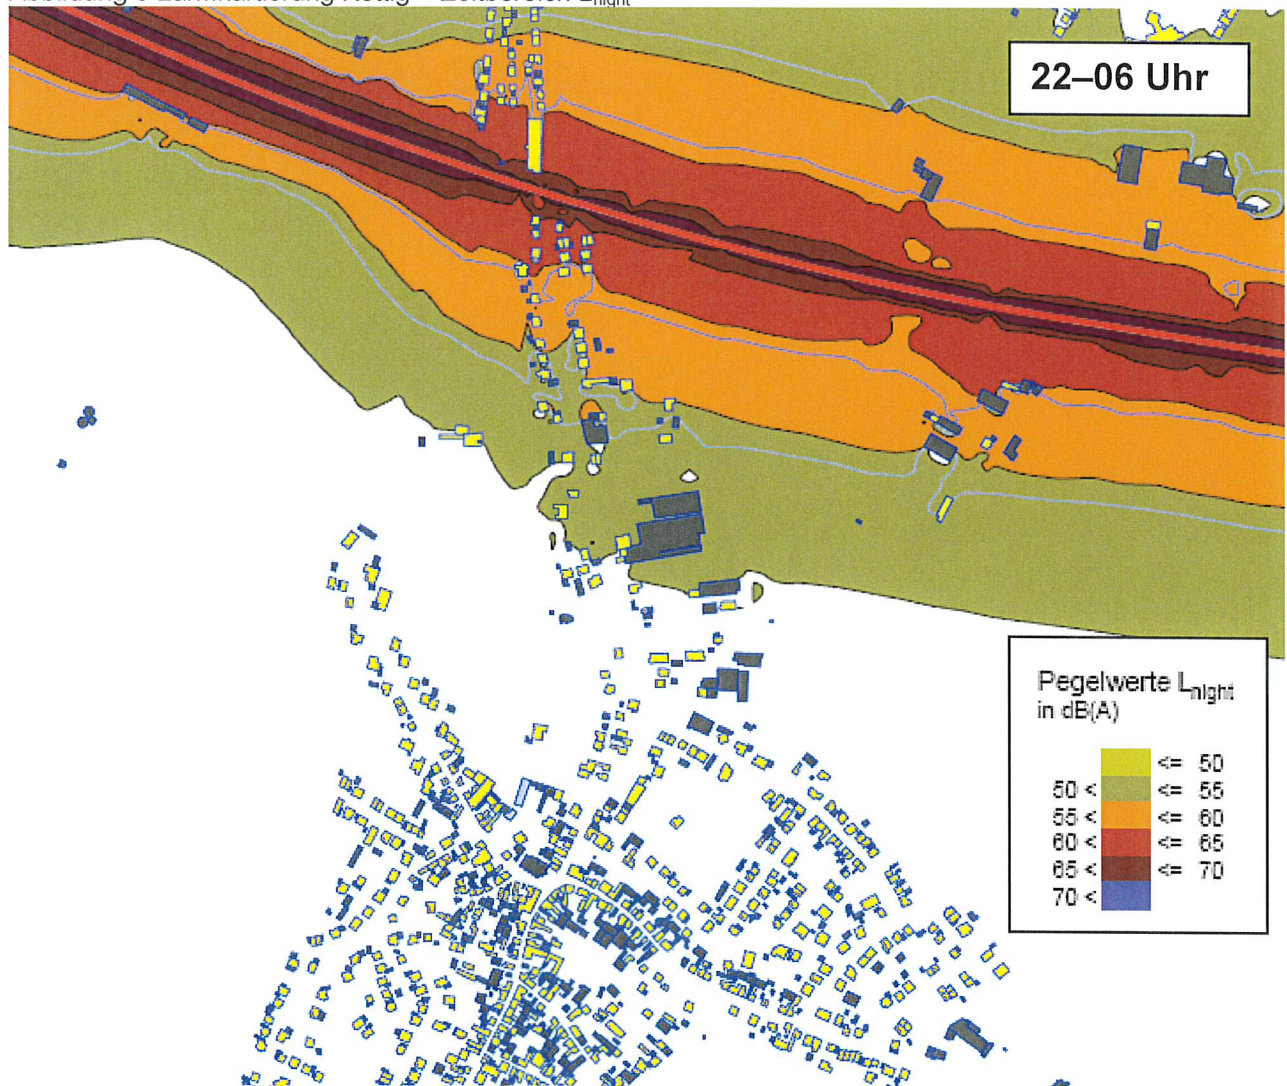 22–06 Uhr
Pegelwerte Lnight
in dB(A)
<= 50
50 < <= 55
55 < <= 60
60 < <= 65
65 < <= 70
70 <